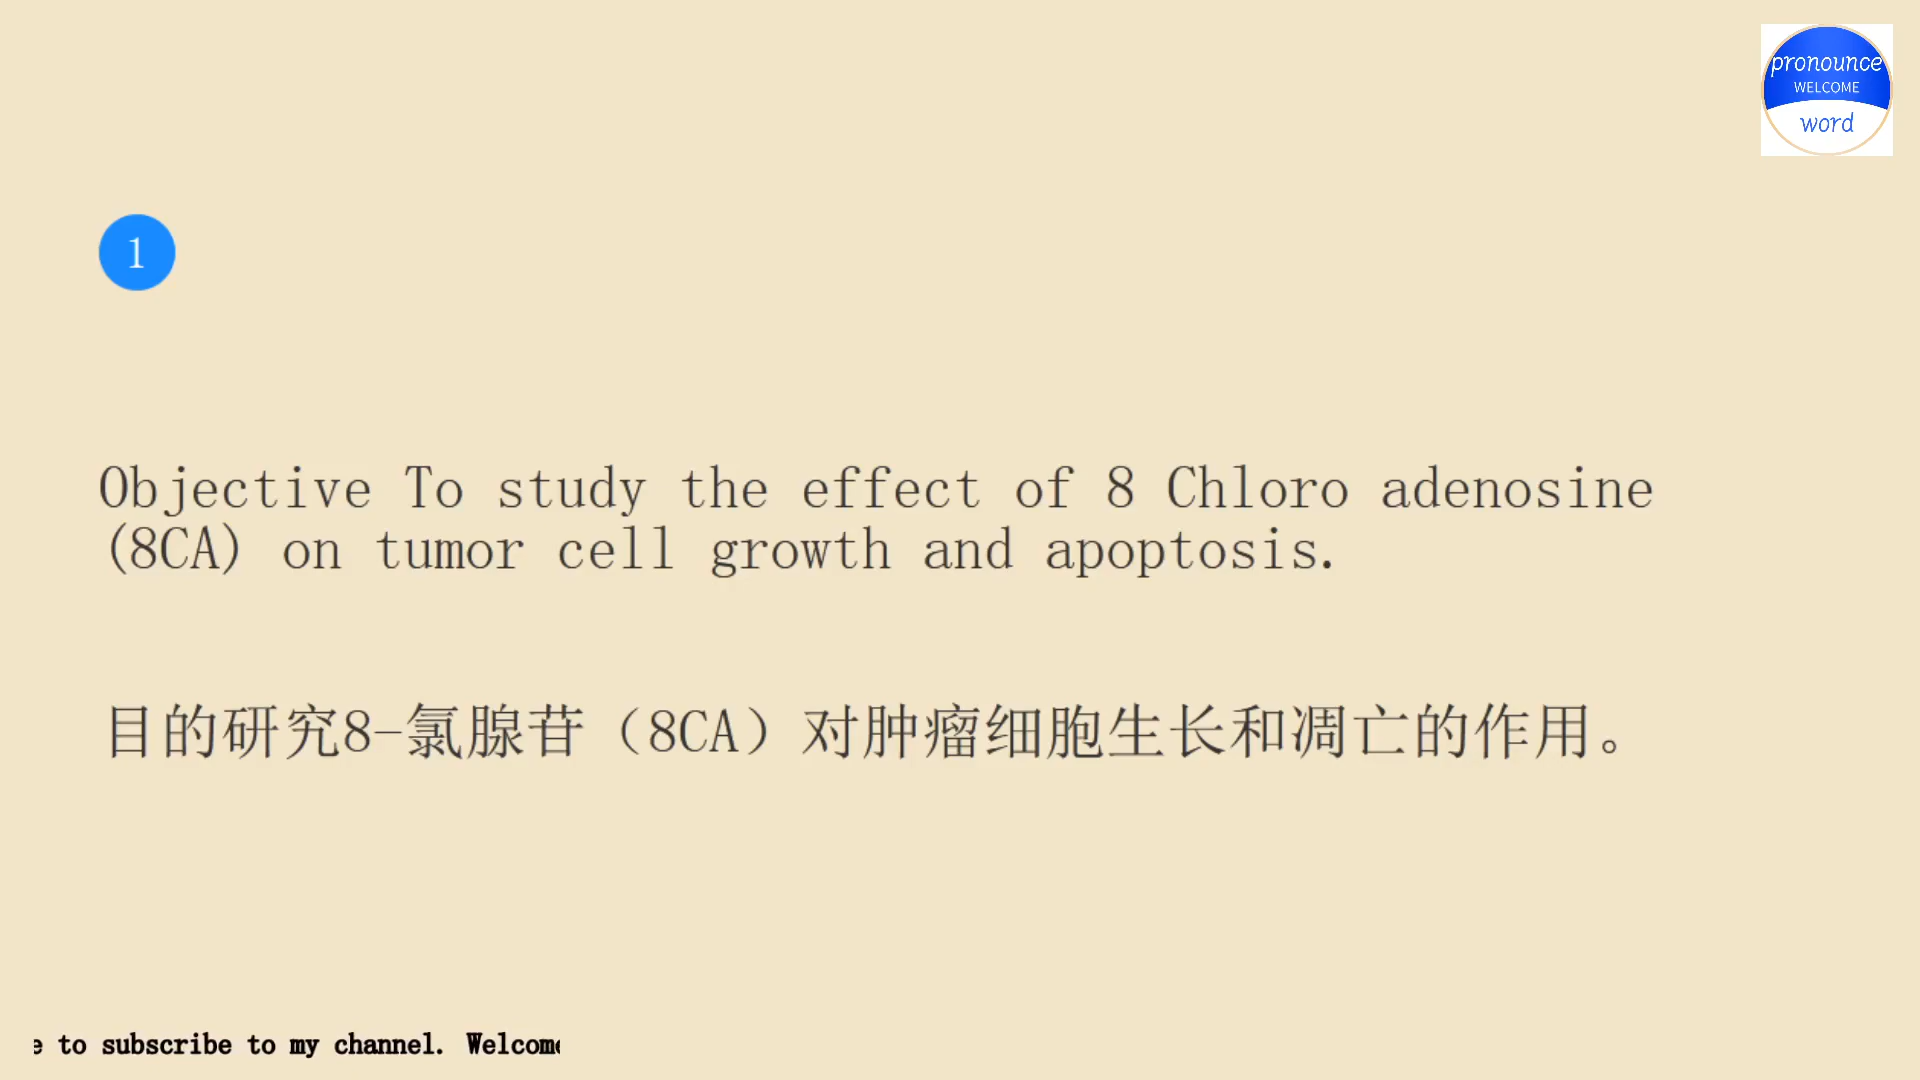 pronounce
WELCOME
word
1
Objective To study the effect of 8 Chloro adenosine
(8CA) on tumor cell growth and apoptosis.
目的研究8-氯腺苷（8CA）对肿瘤细胞生长和凋亡的作用。
e to subscribe to my channel. Welcome